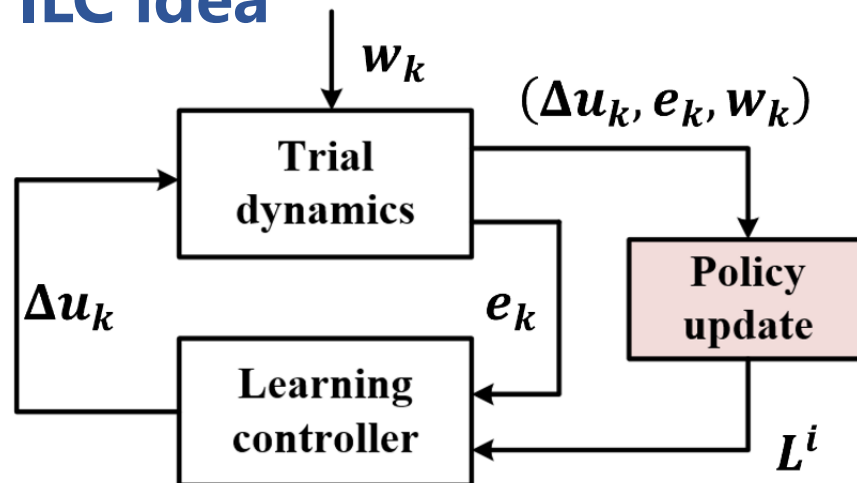 ILC idea
w_k
(Δu_k, e_k, w_k)
Trial
dynamics
Policy
update
Δu_k
e_k
Learning
controller
L^i